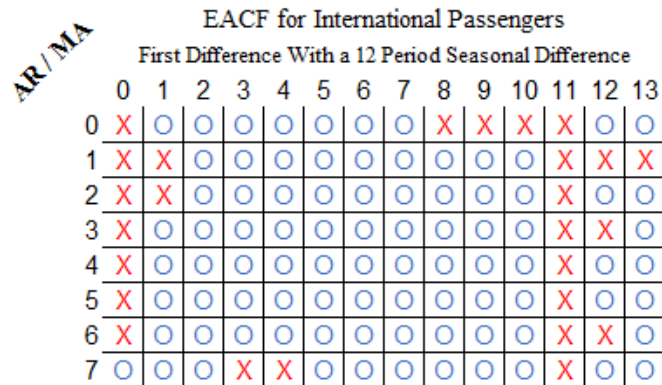 EACF for International Passengers
First Difference With a 12 Period Seasonal Difference
AR / MA
0 1 2 3 4 5 6 7 8 9 10 11 12 13
0 X O O O O O O O X X X X O O
1 X X O O O O O O O O O X X X
2 X X O O O O O O O O O X O O
3 X O O O O O O O O O O X X O
4 X O O O O O O O O O O X O O
5 X O O O O O O O O O O X O O
6 X O O O O O O O O O O X X O
7 O O O X X O O O O O O X O O